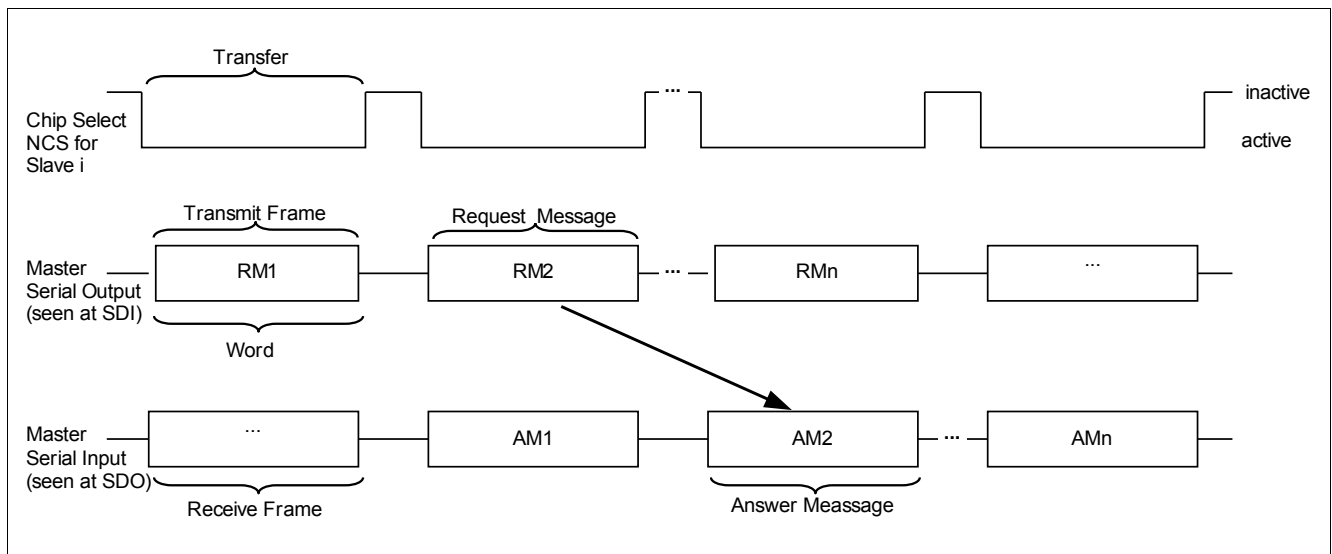 Transfer
...
inactive
Chip Select
NCS for
Slave i
active
Transmit Frame
Request Message
Master
Serial Output
(seen at SDI)
RM1
RM2
...
RMn
...
Word
Master
Serial Input
(seen at SDO)
...
AM1
AM2
...
AMn
Receive Frame
Answer Meassage